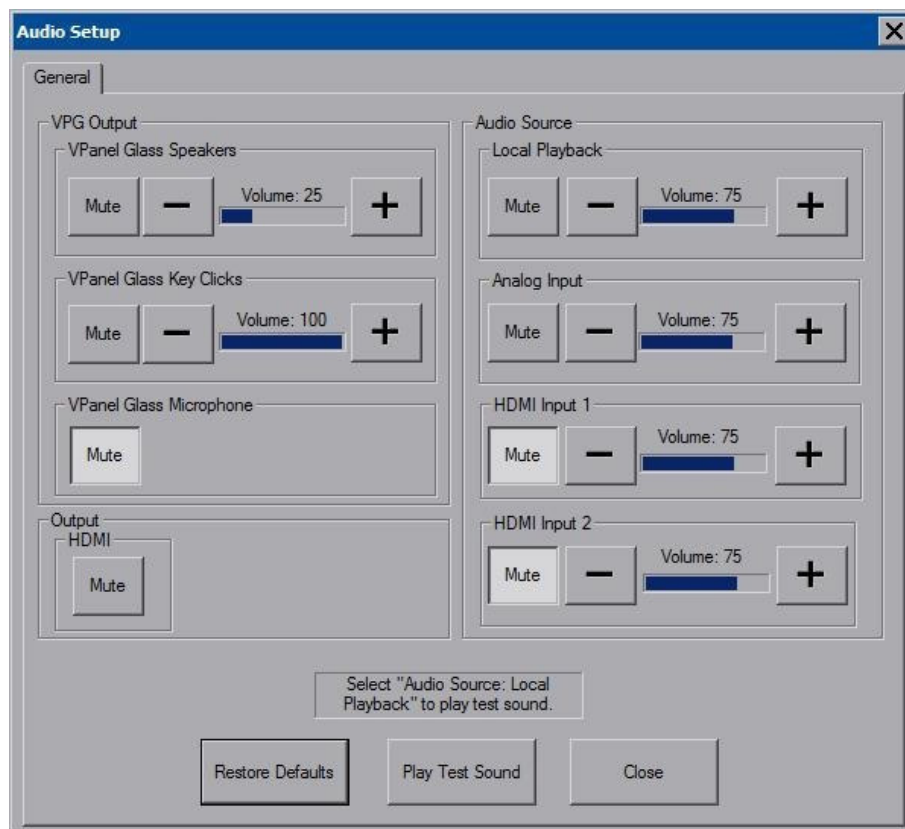 Audio Setup
General
VPG Output
VPanel Glass Speakers
Mute
Volume: 25
VPanel Glass Key Clicks
Mute
Volume: 100
VPanel Glass Microphone
Mute
Output
HDMI
Mute
Audio Source
Local Playback
Mute
Volume: 75
Analog Input
Mute
Volume: 75
HDMI Input 1
Mute
Volume: 75
HDMI Input 2
Mute
Volume: 75
Select "Audio Source: Local
Playback" to play test sound.
Restore Defaults
Play Test Sound
Close